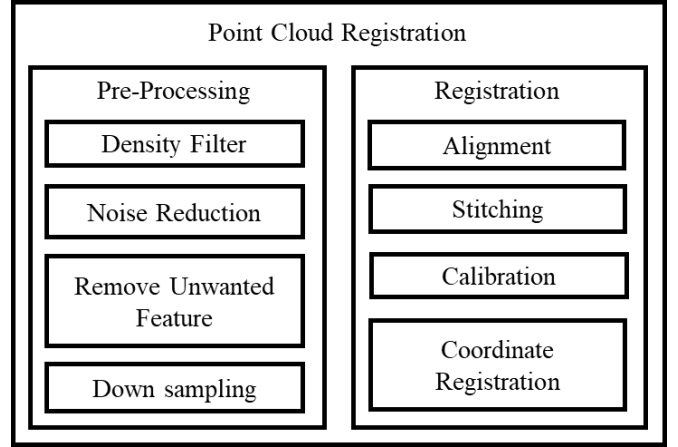 Point Cloud Registration
Pre-Processing
Density Filter
Noise Reduction
Remove Unwanted
Feature
Down sampling
Registration
Alignment
Stitching
Calibration
Coordinate
Registration